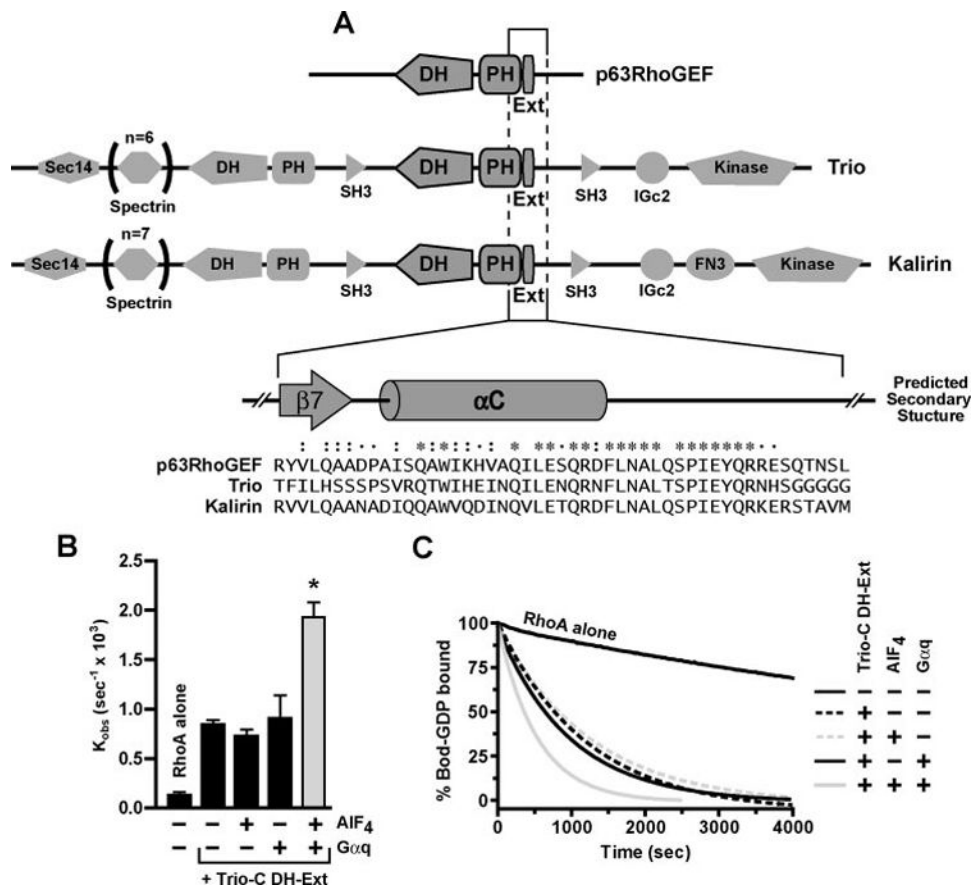 A
DH PH p63RhoGEF
Ext
n=6
Sec14 DH PH DH PH Kinase Trio
SH3 Ext SH3 IGc2
Spectrin
n=7
Sec14 DH PH DH PH FN3 Kinase Kalirin
SH3 Ext SH3 IGc2
Spectrin
β7 αC Predicted Secondary Stucture
: :::·· : *:*::: * **:**:***** ********··
p63RhoGEF RYVLQAADPAISQAWIKHVAQILESQRDFLNALQSPIEYQRRESQTNSL
Trio TFILHSSSPSVRQTWIHEINQILENQRNFLNALTSPIEYQRNHSGGGGG
Kalirin RVVLQAANADIQQAWVQDINQVLETQRDFLNALQSPIEYQRKERSTAVM
B
Kobs (sec-1 x 103)
2.5
2.0
1.5
1.0
0.5
0.0
RhoA alone
*
– – + – + AlF4
– – – + + Gαq
+ Trio-C DH-Ext
C
% Bod-GDP bound
100
75
50
25
0
RhoA alone
0 1000 2000 3000 4000
Time (sec)
Trio-C DH-Ext AlF4 Gαq
– – –
+ – –
+ + –
+ – +
+ + +